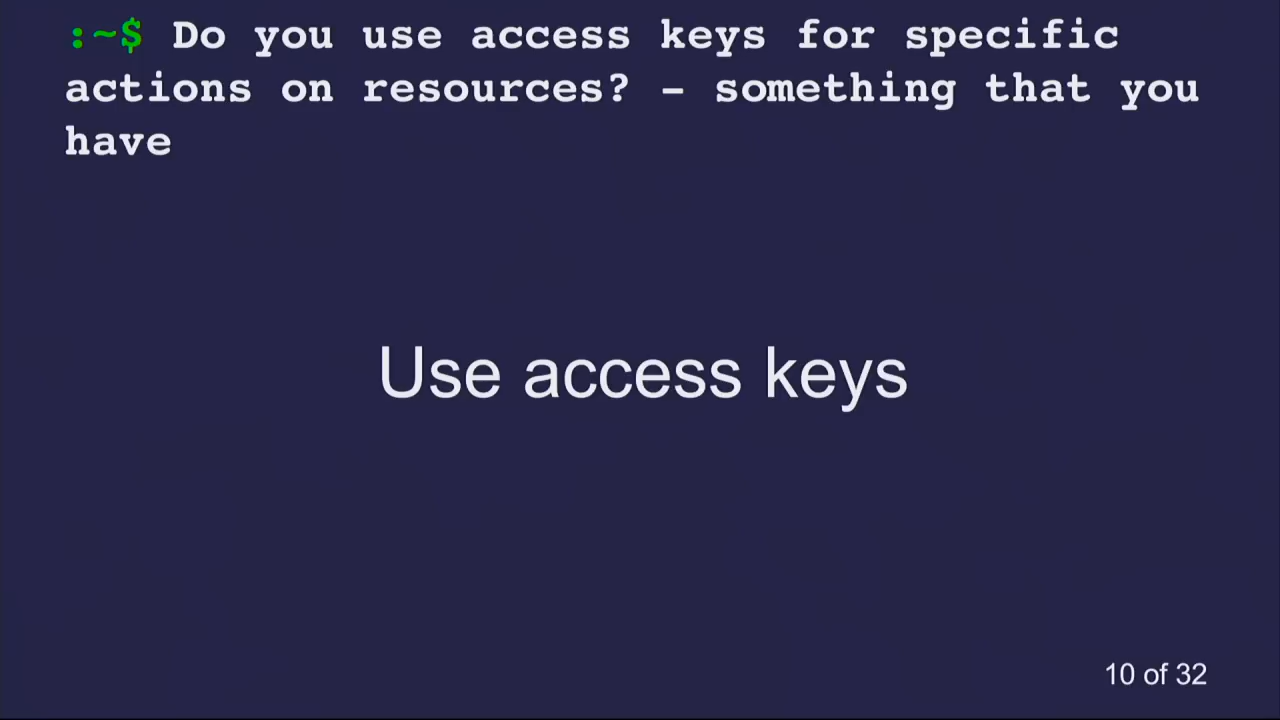 :~$ Do you use access keys for specific
actions on resources? – something that you
have
Use access keys
10 of 32